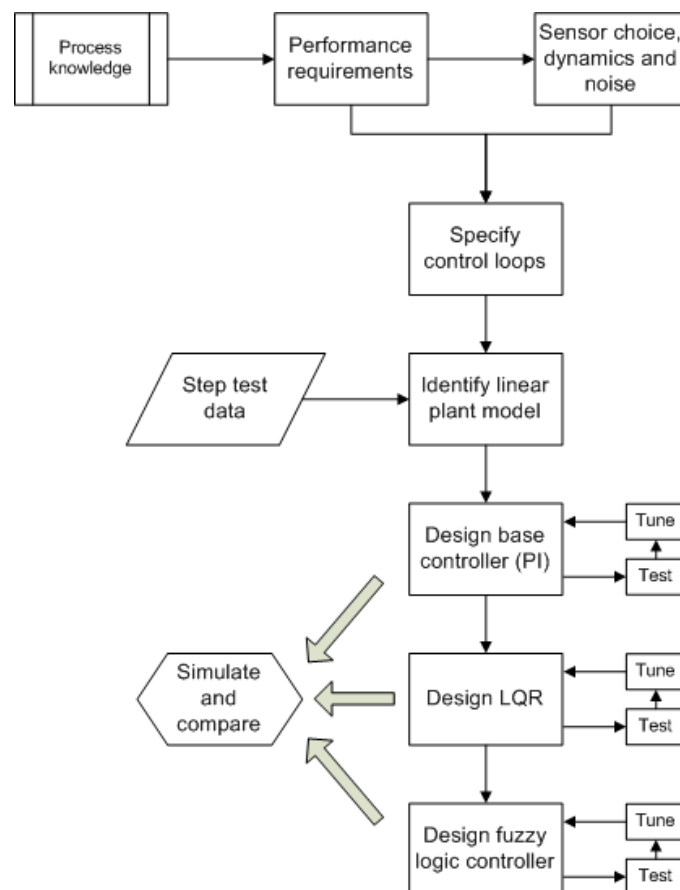 Process
knowledge
Performance
requirements
Sensor choice,
dynamics and
noise
Specify
control loops
Step test
data
Identify linear
plant model
Design base
controller (PI)
Tune
Test
Simulate
and
compare
Design LQR
Tune
Test
Design fuzzy
logic controller
Tune
Test